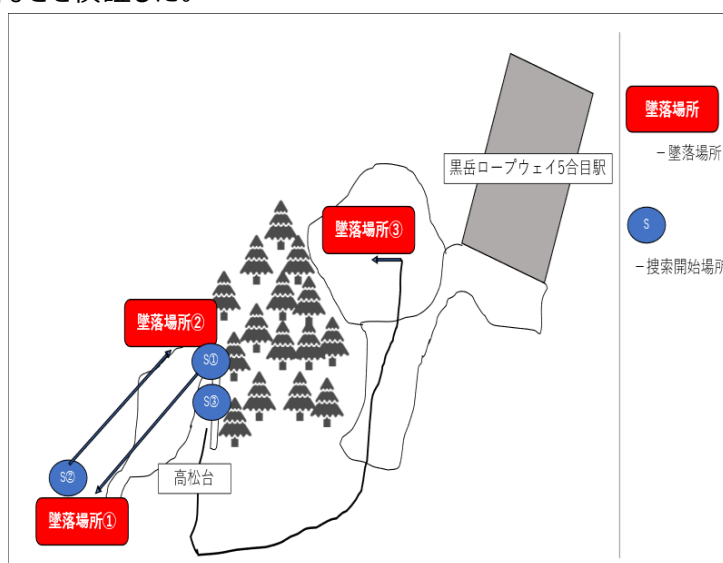 墜落場所
－墜落場所
黒岳ロープウェイ5合目駅
S
墜落場所③
－捜索開始場所
墜落場所②
S①
S③
S②
高松台
墜落場所①